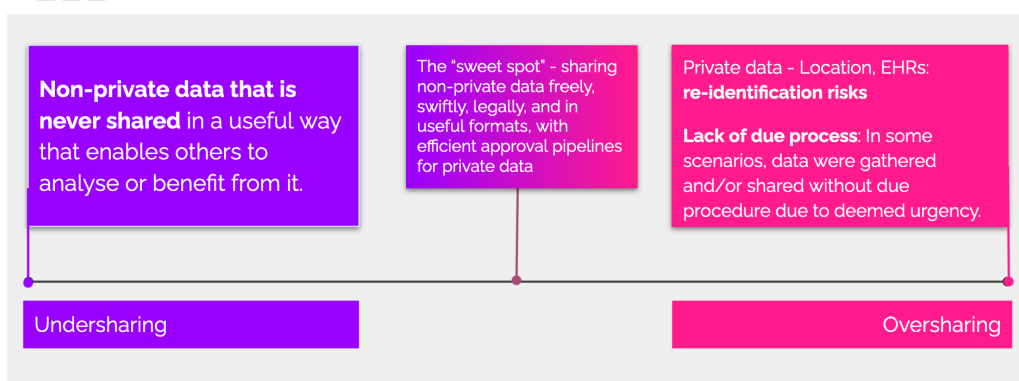 Non-private data that is
never shared in a useful way
that enables others to
analyse or benefit from it.
The “sweet spot” - sharing
non-private data freely,
swiftly, legally, and in
useful formats, with
efficient approval pipelines
for private data
Private data - Location, EHRs:
re-identification risks
Lack of due process: In some
scenarios, data were gathered
and/or shared without due
procedure due to deemed urgency.
Undersharing
Oversharing